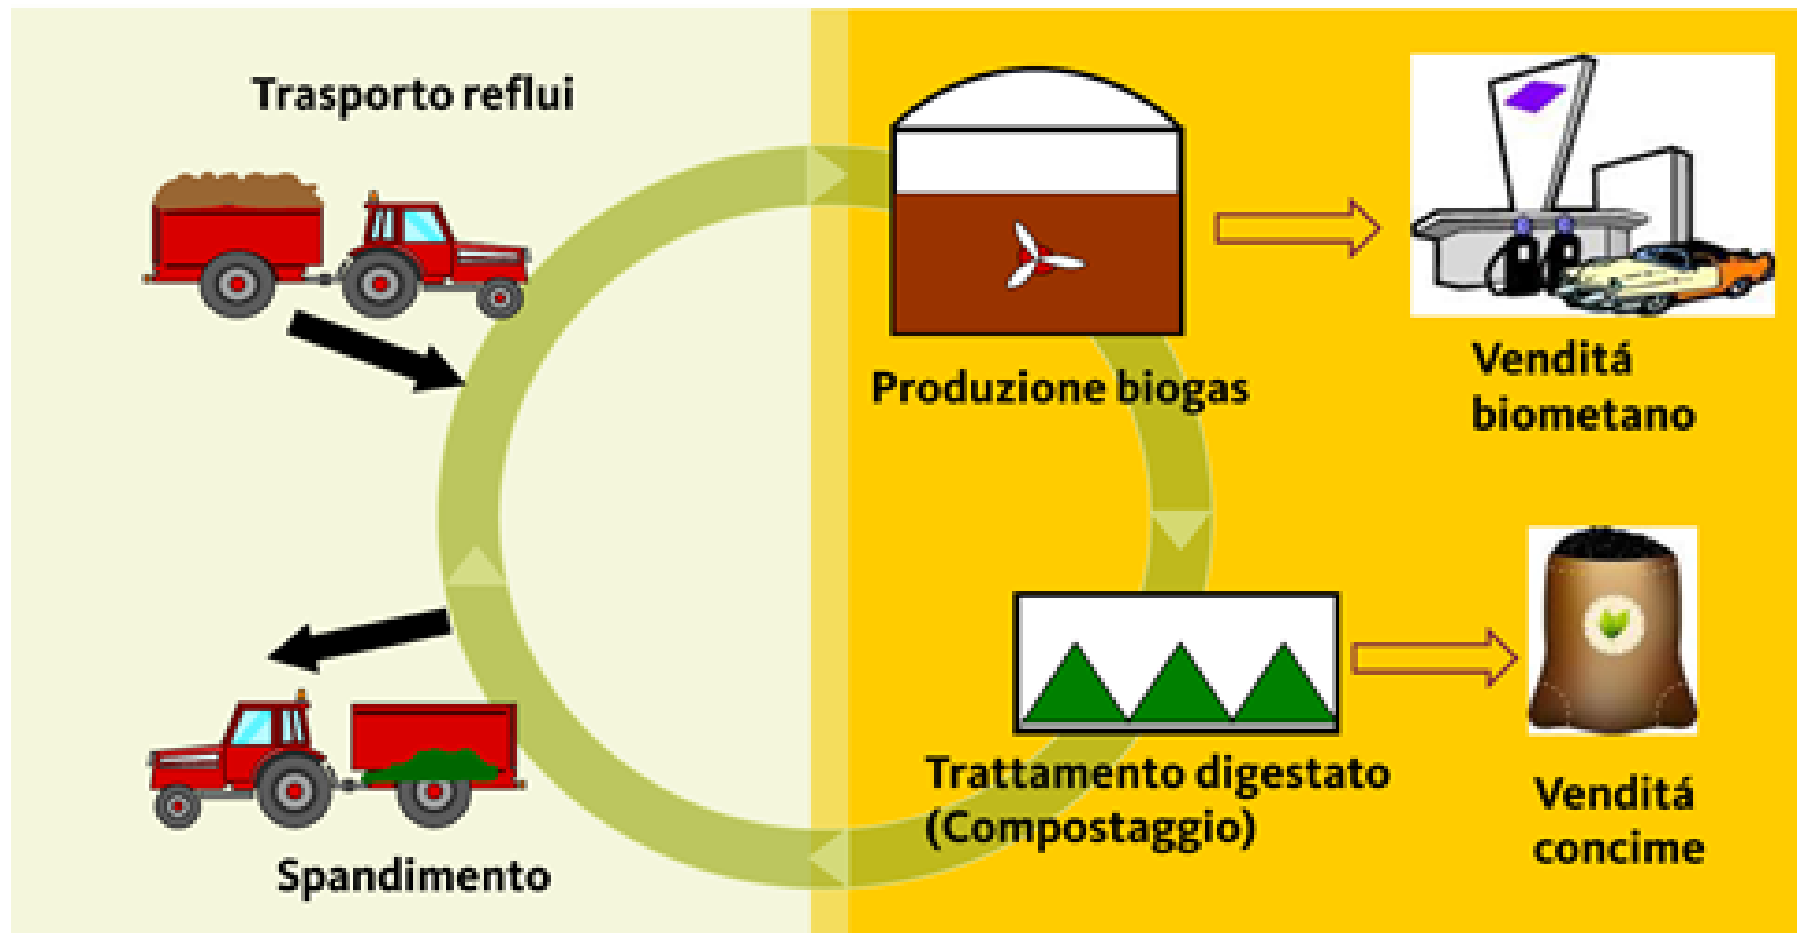 Trasporto reflui
Produzione biogas
Venditá
biometano
Trattamento digestato
(Compostaggio)
Venditá
concime
Spandimento